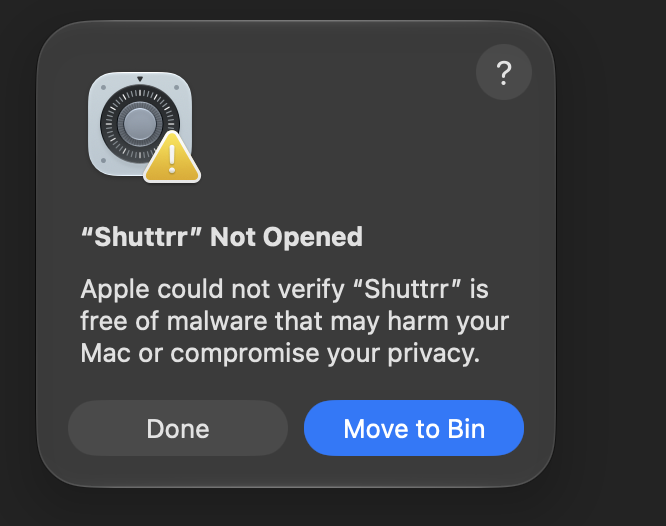 ?
“Shuttrr” Not Opened
Apple could not verify “Shuttrr” is
free of malware that may harm your
Mac or compromise your privacy.
Done
Move to Bin